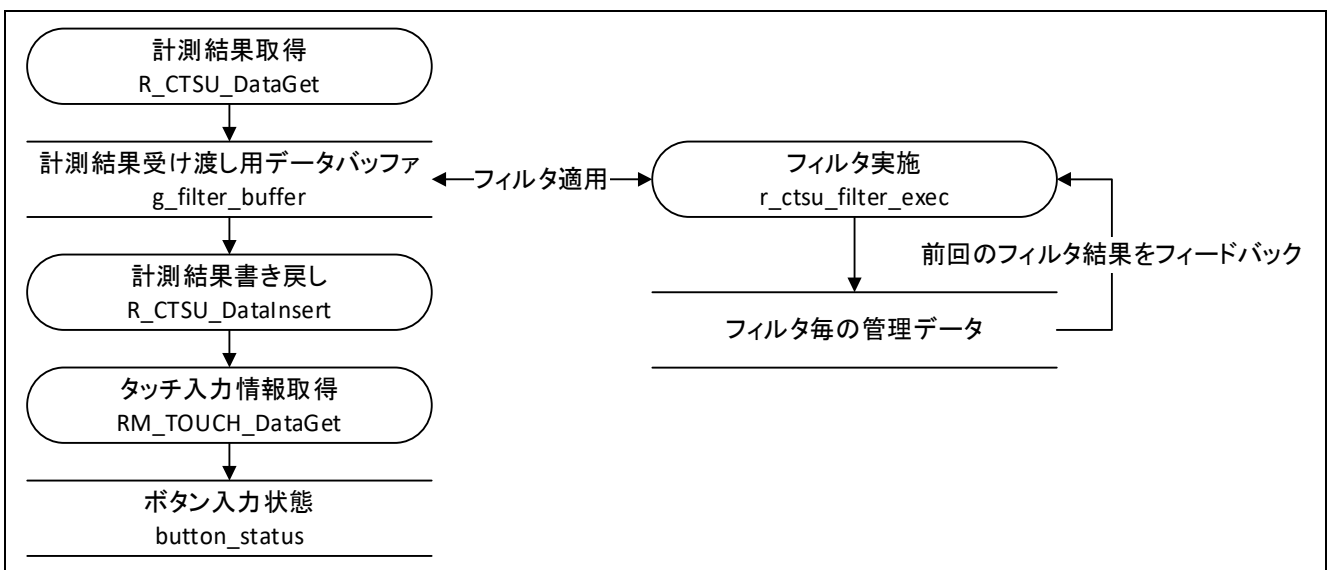 計測結果取得
R_CTSU_DataGet
計測結果受け渡し用データバッファ
g_filter_buffer
フィルタ適用
フィルタ実施
r_ctsu_filter_exec
前回のフィルタ結果をフィードバック
計測結果書き戻し
R_CTSU_DataInsert
フィルタ毎の管理データ
タッチ入力情報取得
RM_TOUCH_DataGet
ボタン入力状態
button_status